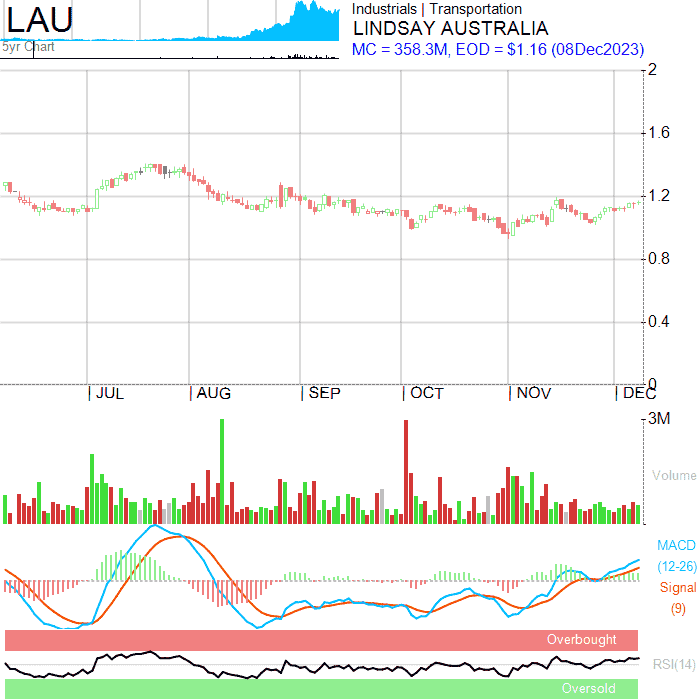 LAU
5yr Chart
Industrials | Transportation
LINDSAY AUSTRALIA
MC = 358.3M, EOD = $1.16 (08Dec2023)
2
1.6
1.2
0.8
0.4
0
| JUL | AUG | SEP | OCT | NOV | DEC
3M
Volume
MACD
(12-26)
Signal
(9)
Overbought
RSI(14)
Oversold